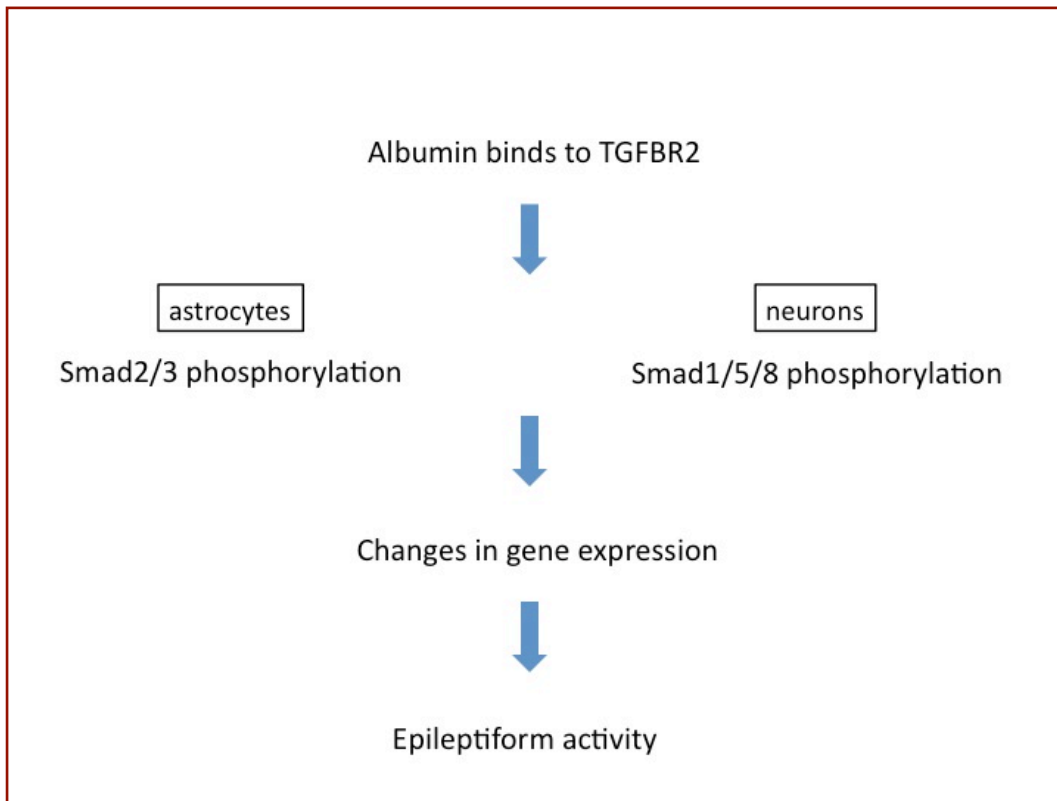 Albumin binds to TGFBR2
astrocytes
neurons
Smad2/3 phosphorylation
Smad1/5/8 phosphorylation
Changes in gene expression
Epileptiform activity